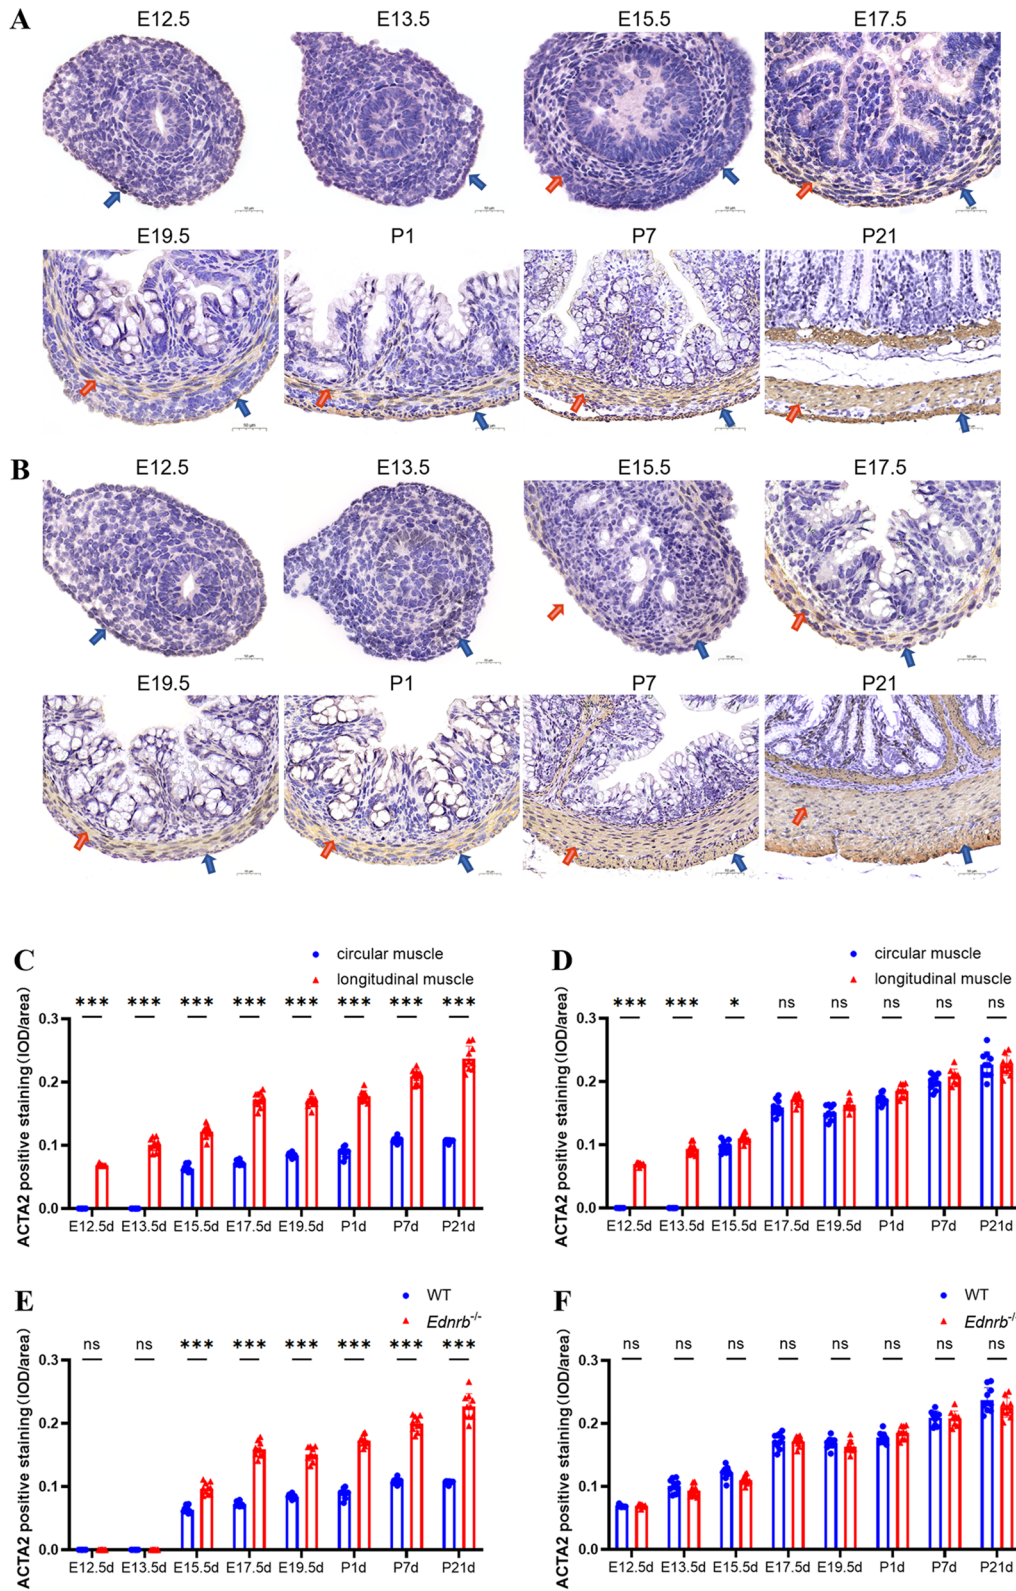 A
E12.5 E13.5 E15.5 E17.5
E19.5 P1 P7 P21
B
E12.5 E13.5 E15.5 E17.5
E19.5 P1 P7 P21
C
circular muscle
longitudinal muscle
*** *** *** *** *** *** *** ***
ACTA2 positive staining(IOD/area)
0.3
0.2
0.1
0.0
E12.5d E13.5d E15.5d E17.5d E19.5d P1d P7d P21d
D
circular muscle
longitudinal muscle
*** *** * ns ns ns ns ns
ACTA2 positive staining(IOD/area)
0.3
0.2
0.1
0.0
E12.5d E13.5d E15.5d E17.5d E19.5d P1d P7d P21d
E
WT
Ednrb-/-
ns ns *** *** *** *** *** ***
ACTA2 positive staining(IOD/area)
0.3
0.2
0.1
0.0
E12.5d E13.5d E15.5d E17.5d E19.5d P1d P7d P21d
F
WT
Ednrb-/-
ns ns ns ns ns ns ns ns
ACTA2 positive staining(IOD/area)
0.3
0.2
0.1
0.0
E12.5d E13.5d E15.5d E17.5d E19.5d P1d P7d P21d